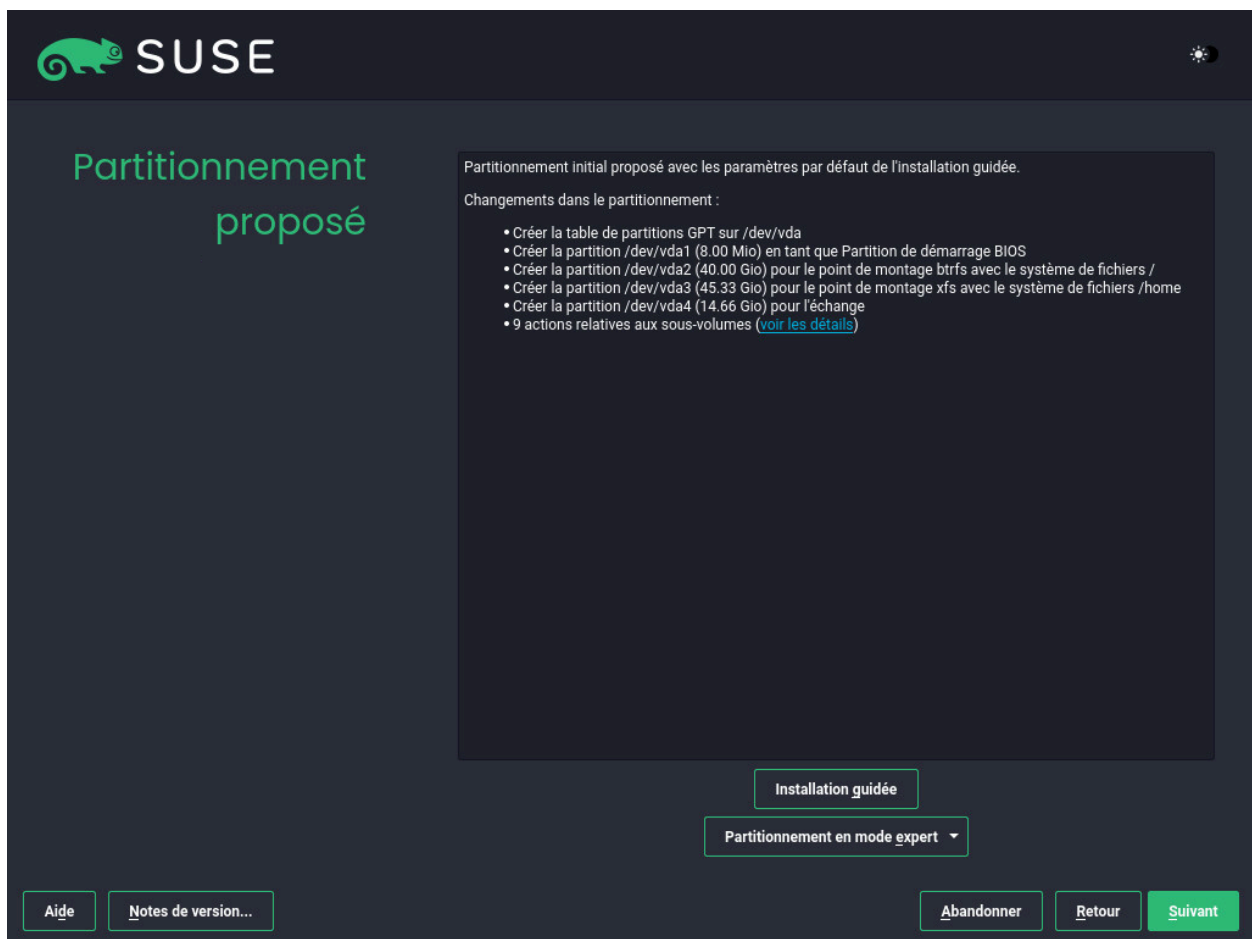 SUSE
Partitionnement
proposé
Partitionnement initial proposé avec les paramètres par défaut de l'installation guidée.
Changements dans le partitionnement :
• Créer la table de partitions GPT sur /dev/vda
• Créer la partition /dev/vda1 (8.00 Mio) en tant que Partition de démarrage BIOS
• Créer la partition /dev/vda2 (40.00 Gio) pour le point de montage btrfs avec le système de fichiers /
• Créer la partition /dev/vda3 (45.33 Gio) pour le point de montage xfs avec le système de fichiers /home
• Créer la partition /dev/vda4 (14.66 Gio) pour l'échange
• 9 actions relatives aux sous-volumes (voir les détails)
Installation guidée
Partitionnement en mode expert
Aide Notes de version... Abandonner Retour Suivant